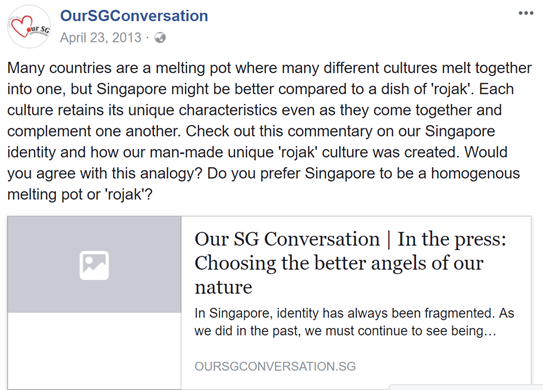 OurSGConversation
April 23, 2013 ·
Many countries are a melting pot where many different cultures melt together
into one, but Singapore might be better compared to a dish of 'rojak'. Each
culture retains its unique characteristics even as they come together and
complement one another. Check out this commentary on our Singapore
identity and how our man-made unique 'rojak' culture was created. Would
you agree with this analogy? Do you prefer Singapore to be a homogenous
melting pot or 'rojak'?
Our SG Conversation | In the press:
Choosing the better angels of our
nature
In Singapore, identity has always been fragmented. As
we did in the past, we must continue to see being...
OURSGCONVERSATION.SG